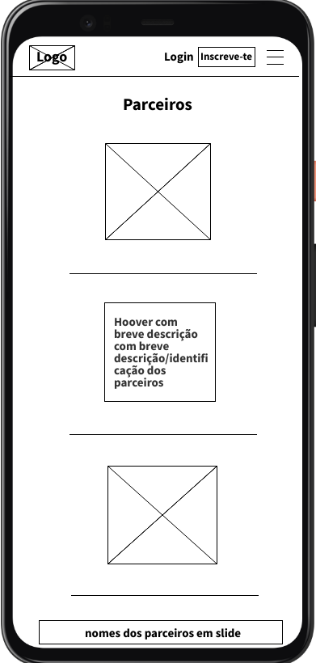 Logo
Login Inscreve-te
Parceiros
Hoover com
breve descrição
com breve
descrição/identifi
cação dos
parceiros
nomes dos parceiros em slide